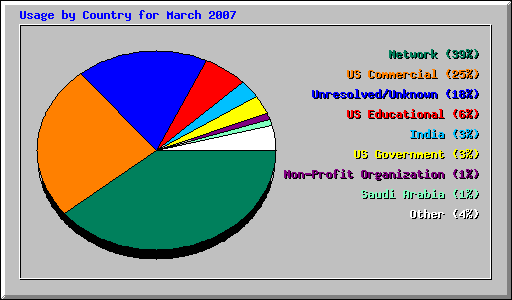 Usage by Country for March 2007
Network (39%)
US Commercial (25%)
Unresolved/Unknown (18%)
US Educational (6%)
India (3%)
US Government (3%)
Non-Profit Organization (1%)
Saudi Arabia (1%)
Other (4%)